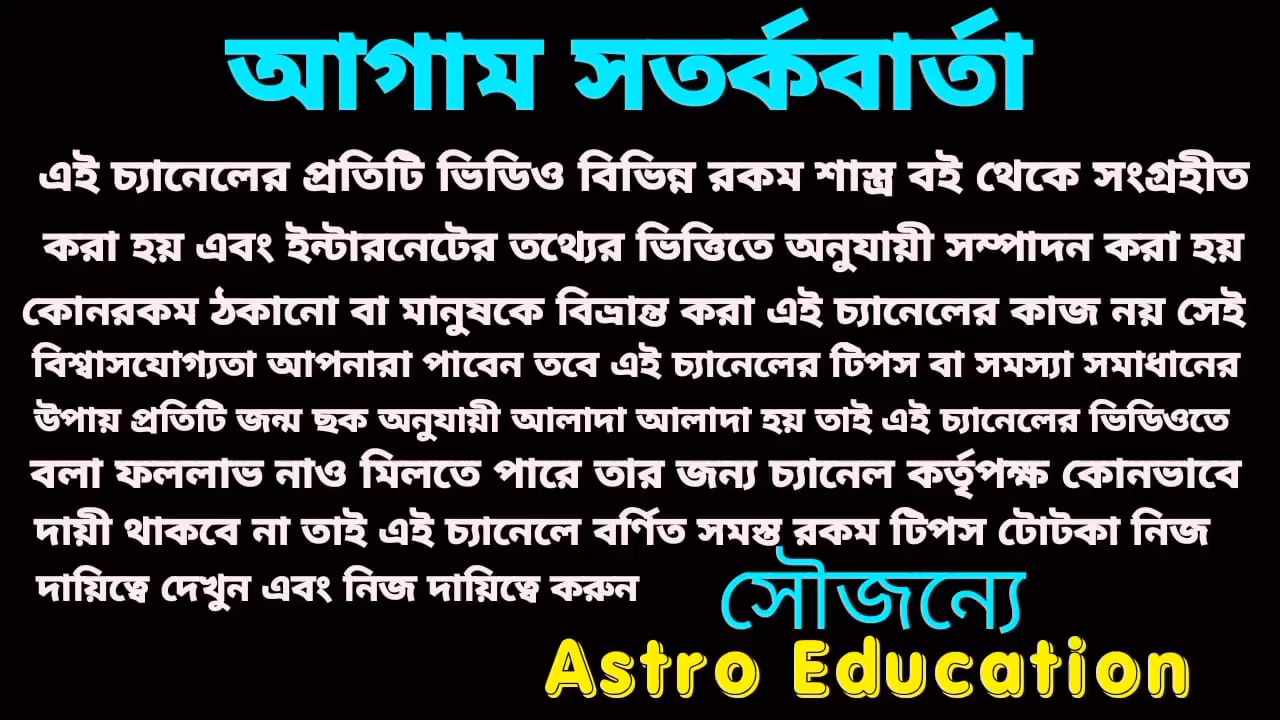 আগাম সতর্কবার্তা
এই চ্যানেলের প্রতিটি ভিডিও বিভিন্ন রকম শাস্ত্র বই থেকে সংগ্রহীত
করা হয় এবং ইন্টারনেটের তথ্যের ভিত্তিতে অনুযায়ী সম্পাদন করা হয়
কোনরকম ঠকানো বা মানুষকে বিভ্রান্ত করা এই চ্যানেলের কাজ নয় সেই
বিশ্বাসযোগ্যতা আপনারা পাবেন তবে এই চ্যানেলের টিপস বা সমস্যা সমাধানের
উপায় প্রতিটি জন্ম ছক অনুযায়ী আলাদা আলাদা হয় তাই এই চ্যানেলের ভিডিওতে
বলা ফললাভ নাও মিলতে পারে তার জন্য চ্যানেল কর্তৃপক্ষ কোনভাবে
দায়ী থাকবে না তাই এই চ্যানেলে বর্ণিত সমস্ত রকম টিপস টোটকা নিজ
দায়িত্বে দেখুন এবং নিজ দায়িত্বে করুন
সৌজন্যে
Astro Education